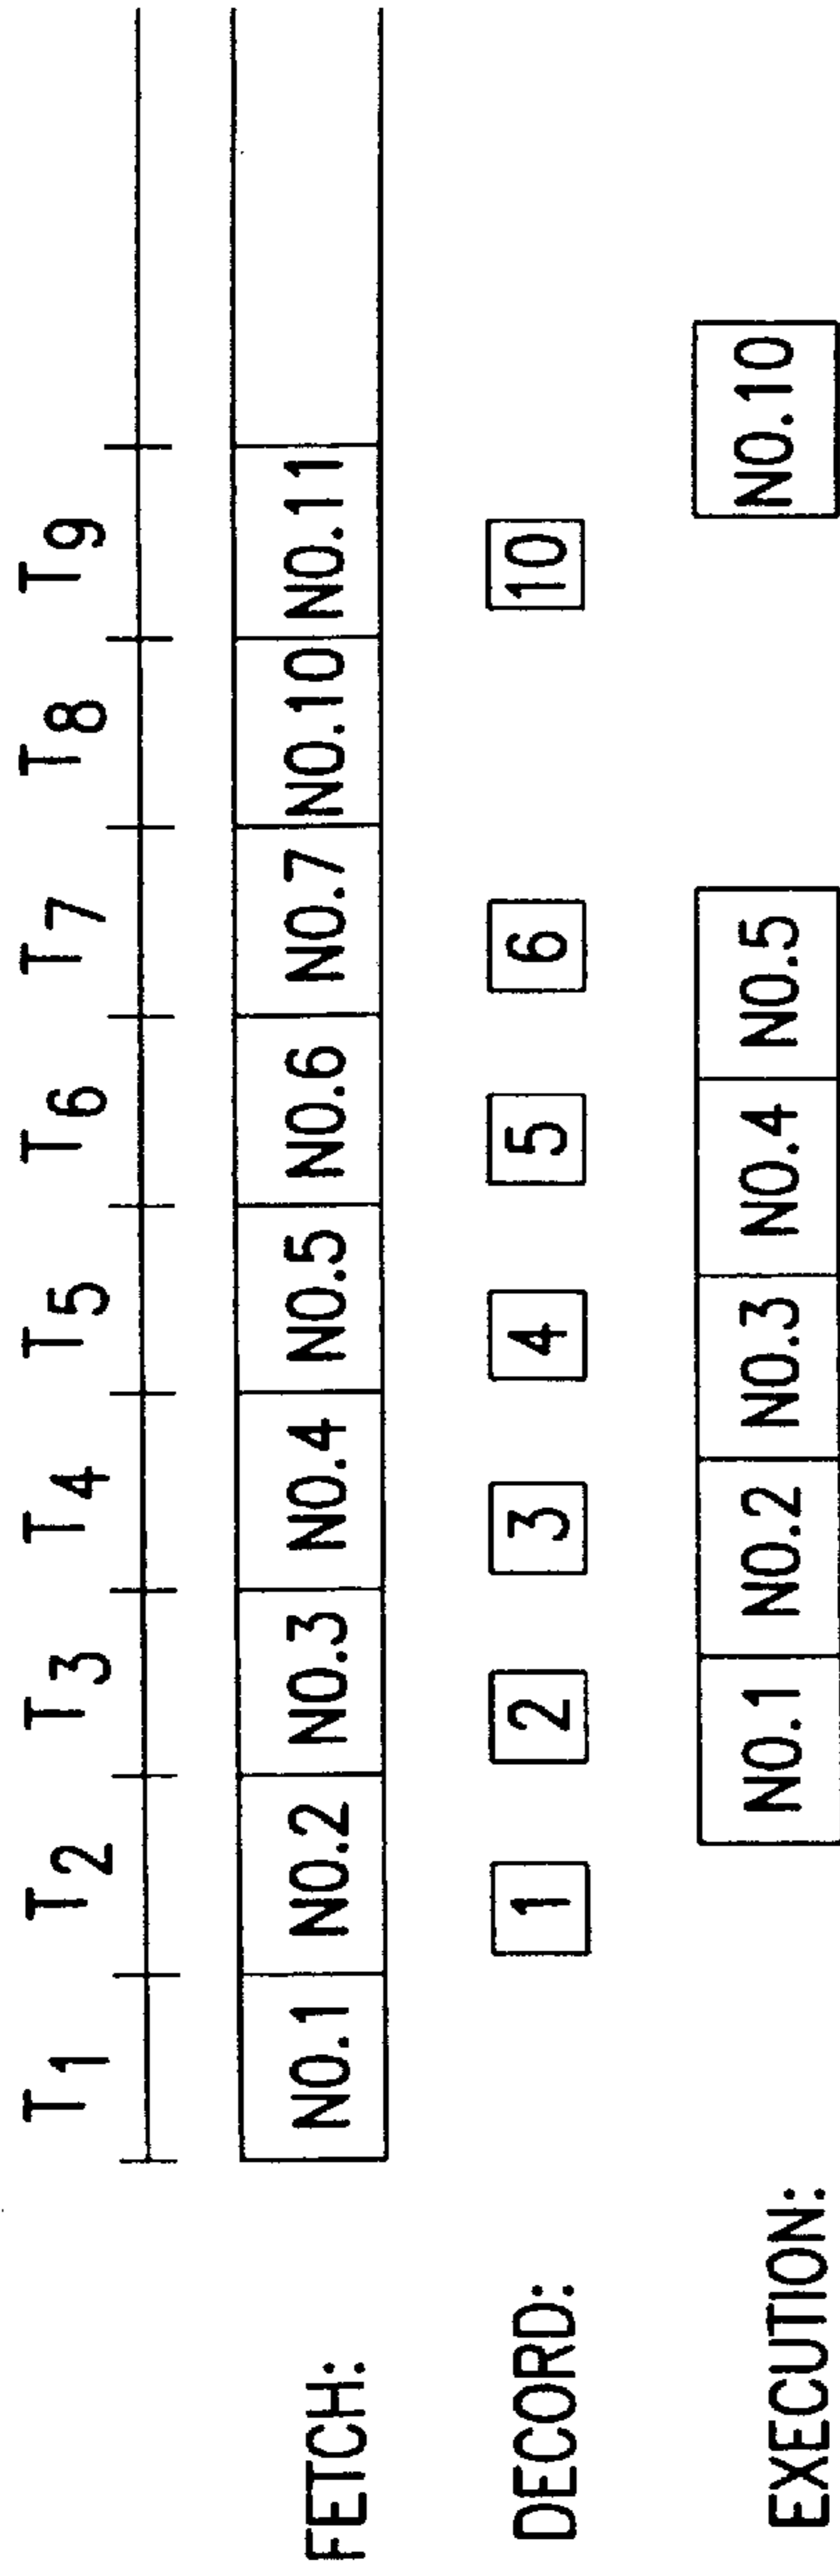 T1 T2 T3 T4 T5 T6 T7 T8 T9
FETCH: NO.1 NO.2 NO.3 NO.4 NO.5 NO.6 NO.7 NO.10 NO.11
DECORD: 1 2 3 4 5 6 10
EXECUTION: NO.1 NO.2 NO.3 NO.4 NO.5 NO.10